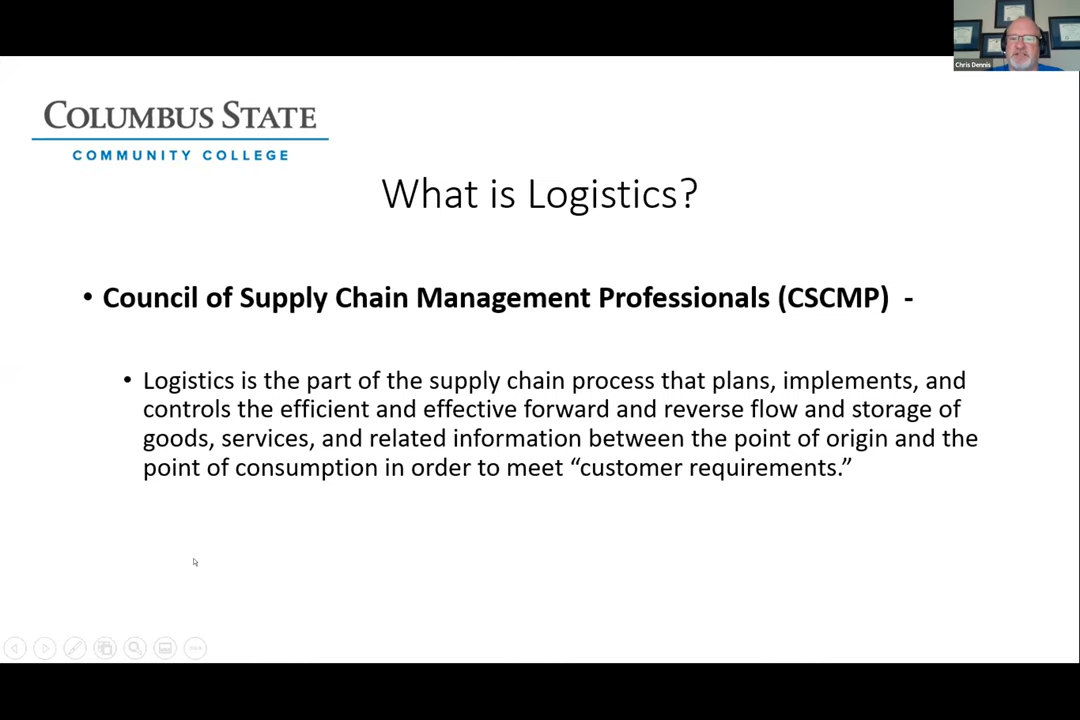 Chris Dennis
COLUMBUS STATE
COMMUNITY COLLEGE
What is Logistics?
• Council of Supply Chain Management Professionals (CSCMP) -
• Logistics is the part of the supply chain process that plans, implements, and
controls the efficient and effective forward and reverse flow and storage of
goods, services, and related information between the point of origin and the
point of consumption in order to meet “customer requirements.”